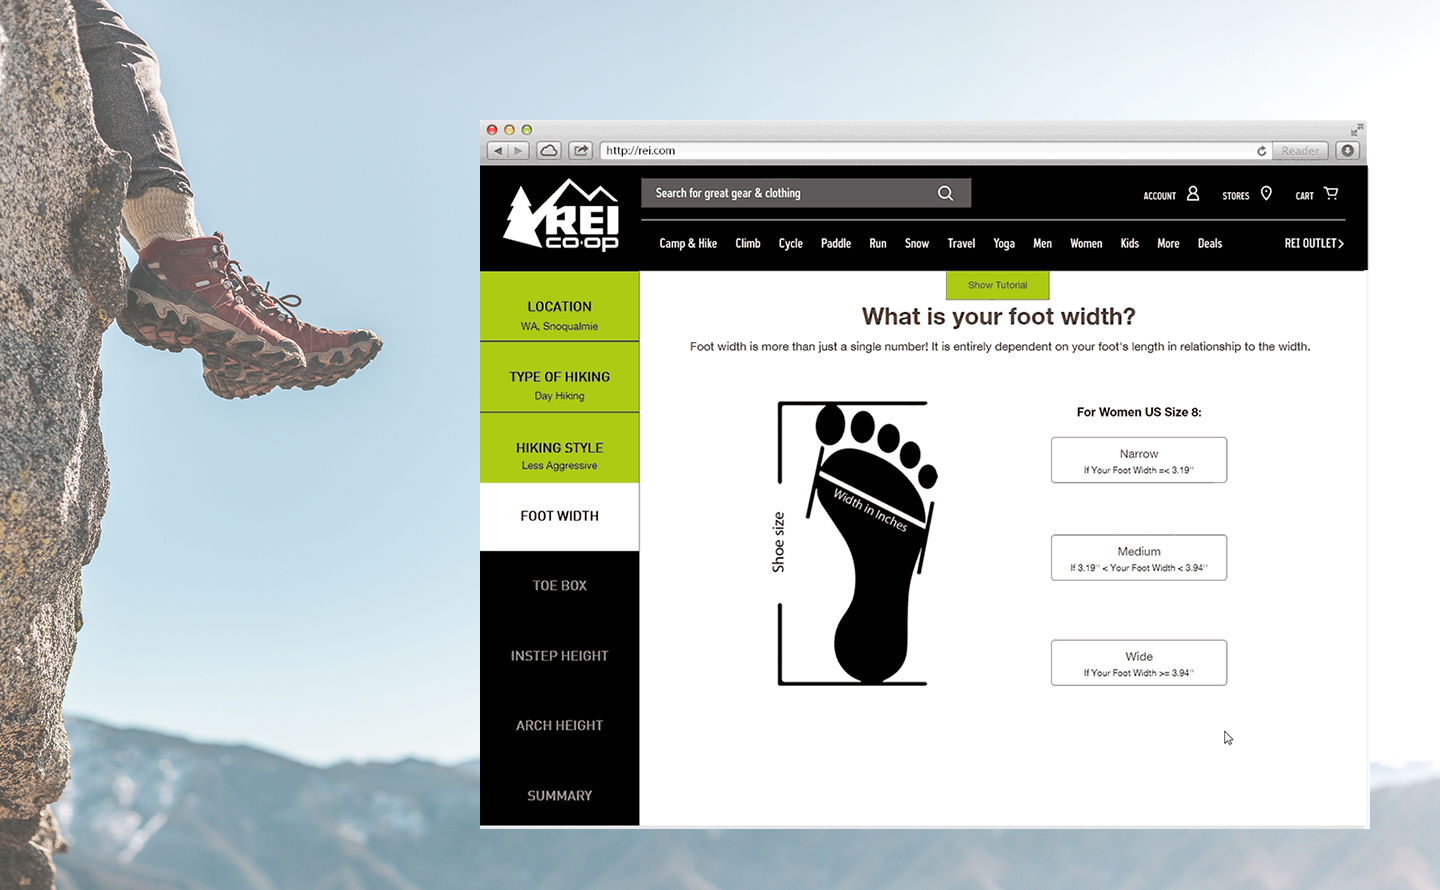 http://rei.com
Reader
REI
co·op
Search for great gear & clothing
ACCOUNT
STORES
CART
Camp & Hike
Climb
Cycle
Paddle
Run
Snow
Travel
Yoga
Men
Women
Kids
More
Deals
REI OUTLET
LOCATION
WA, Snoqualmie
TYPE OF HIKING
Day Hiking
HIKING STYLE
Less Aggressive
FOOT WIDTH
TOE BOX
INSTEP HEIGHT
ARCH HEIGHT
SUMMARY
Show Tutorial
What is your foot width?
Foot width is more than just a single number! It is entirely dependent on your foot's length in relationship to the width.
Shoe size
Width in Inches
For Women US Size 8:
Narrow
If Your Foot Width =< 3.19''
Medium
If 3.19'' < Your Foot Width < 3.94''
Wide
If Your Foot Width >= 3.94''